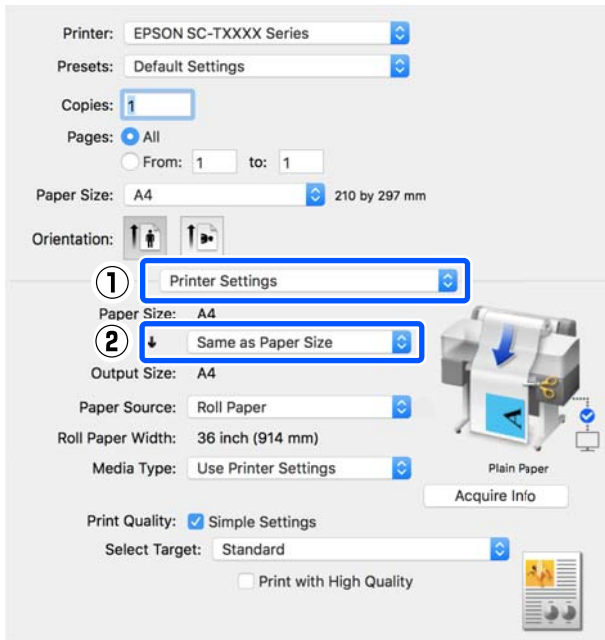 Printer: EPSON SC-TXXXX Series
Presets: Default Settings
Copies: 1
Pages: All
From: 1 to: 1
Paper Size: A4 210 by 297 mm
Orientation:
① Printer Settings
Paper Size: A4
② Same as Paper Size
Output Size: A4
Paper Source: Roll Paper
Roll Paper Width: 36 inch (914 mm)
Media Type: Use Printer Settings
A
Plain Paper
Acquire Info
Print Quality: Simple Settings
Select Target: Standard
Print with High Quality